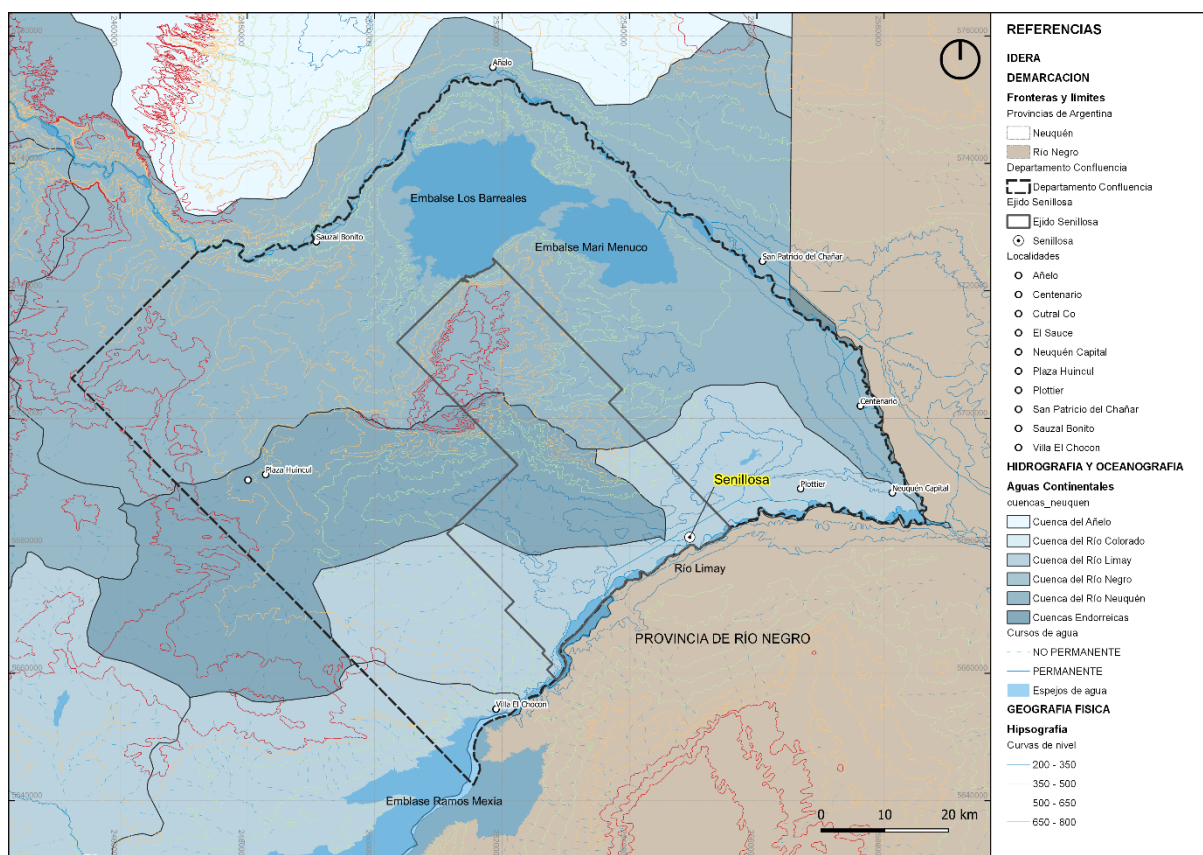 Añelo
Embalse Los Barreales
Sauzal Bonito
Embalse Mari Menuco
San Patricio del Chañar
Centenario
Plaza Huincul
Senillosa
Plottier
Neuquén Capital
Río Limay
PROVINCIA DE RÍO NEGRO
Villa El Chocon
Emblase Ramos Mexia
0 10 20 km
5740000
5700000
5660000
5640000
REFERENCIAS
IDERA
DEMARCACION
Fronteras y límites
Provincias de Argentina
Neuquén
Río Negro
Departamento Confluencia
Departamento Confluencia
Ejido Senillosa
Ejido Senillosa
Senillosa
Localidades
Añelo
Centenario
Cutral Co
El Sauce
Neuquén Capital
Plaza Huincul
Plottier
San Patricio del Chañar
Sauzal Bonito
Villa El Chocon
HIDROGRAFIA Y OCEANOGRAFIA
Aguas Continentales
cuencas_neuquen
Cuenca del Añelo
Cuenca del Río Colorado
Cuenca del Río Limay
Cuenca del Río Negro
Cuenca del Río Neuquén
Cuencas Endorreicas
Cursos de agua
NO PERMANENTE
PERMANENTE
Espejos de agua
GEOGRAFIA FISICA
Hipsografía
Curvas de nivel
200 - 350
350 - 500
500 - 650
650 - 800